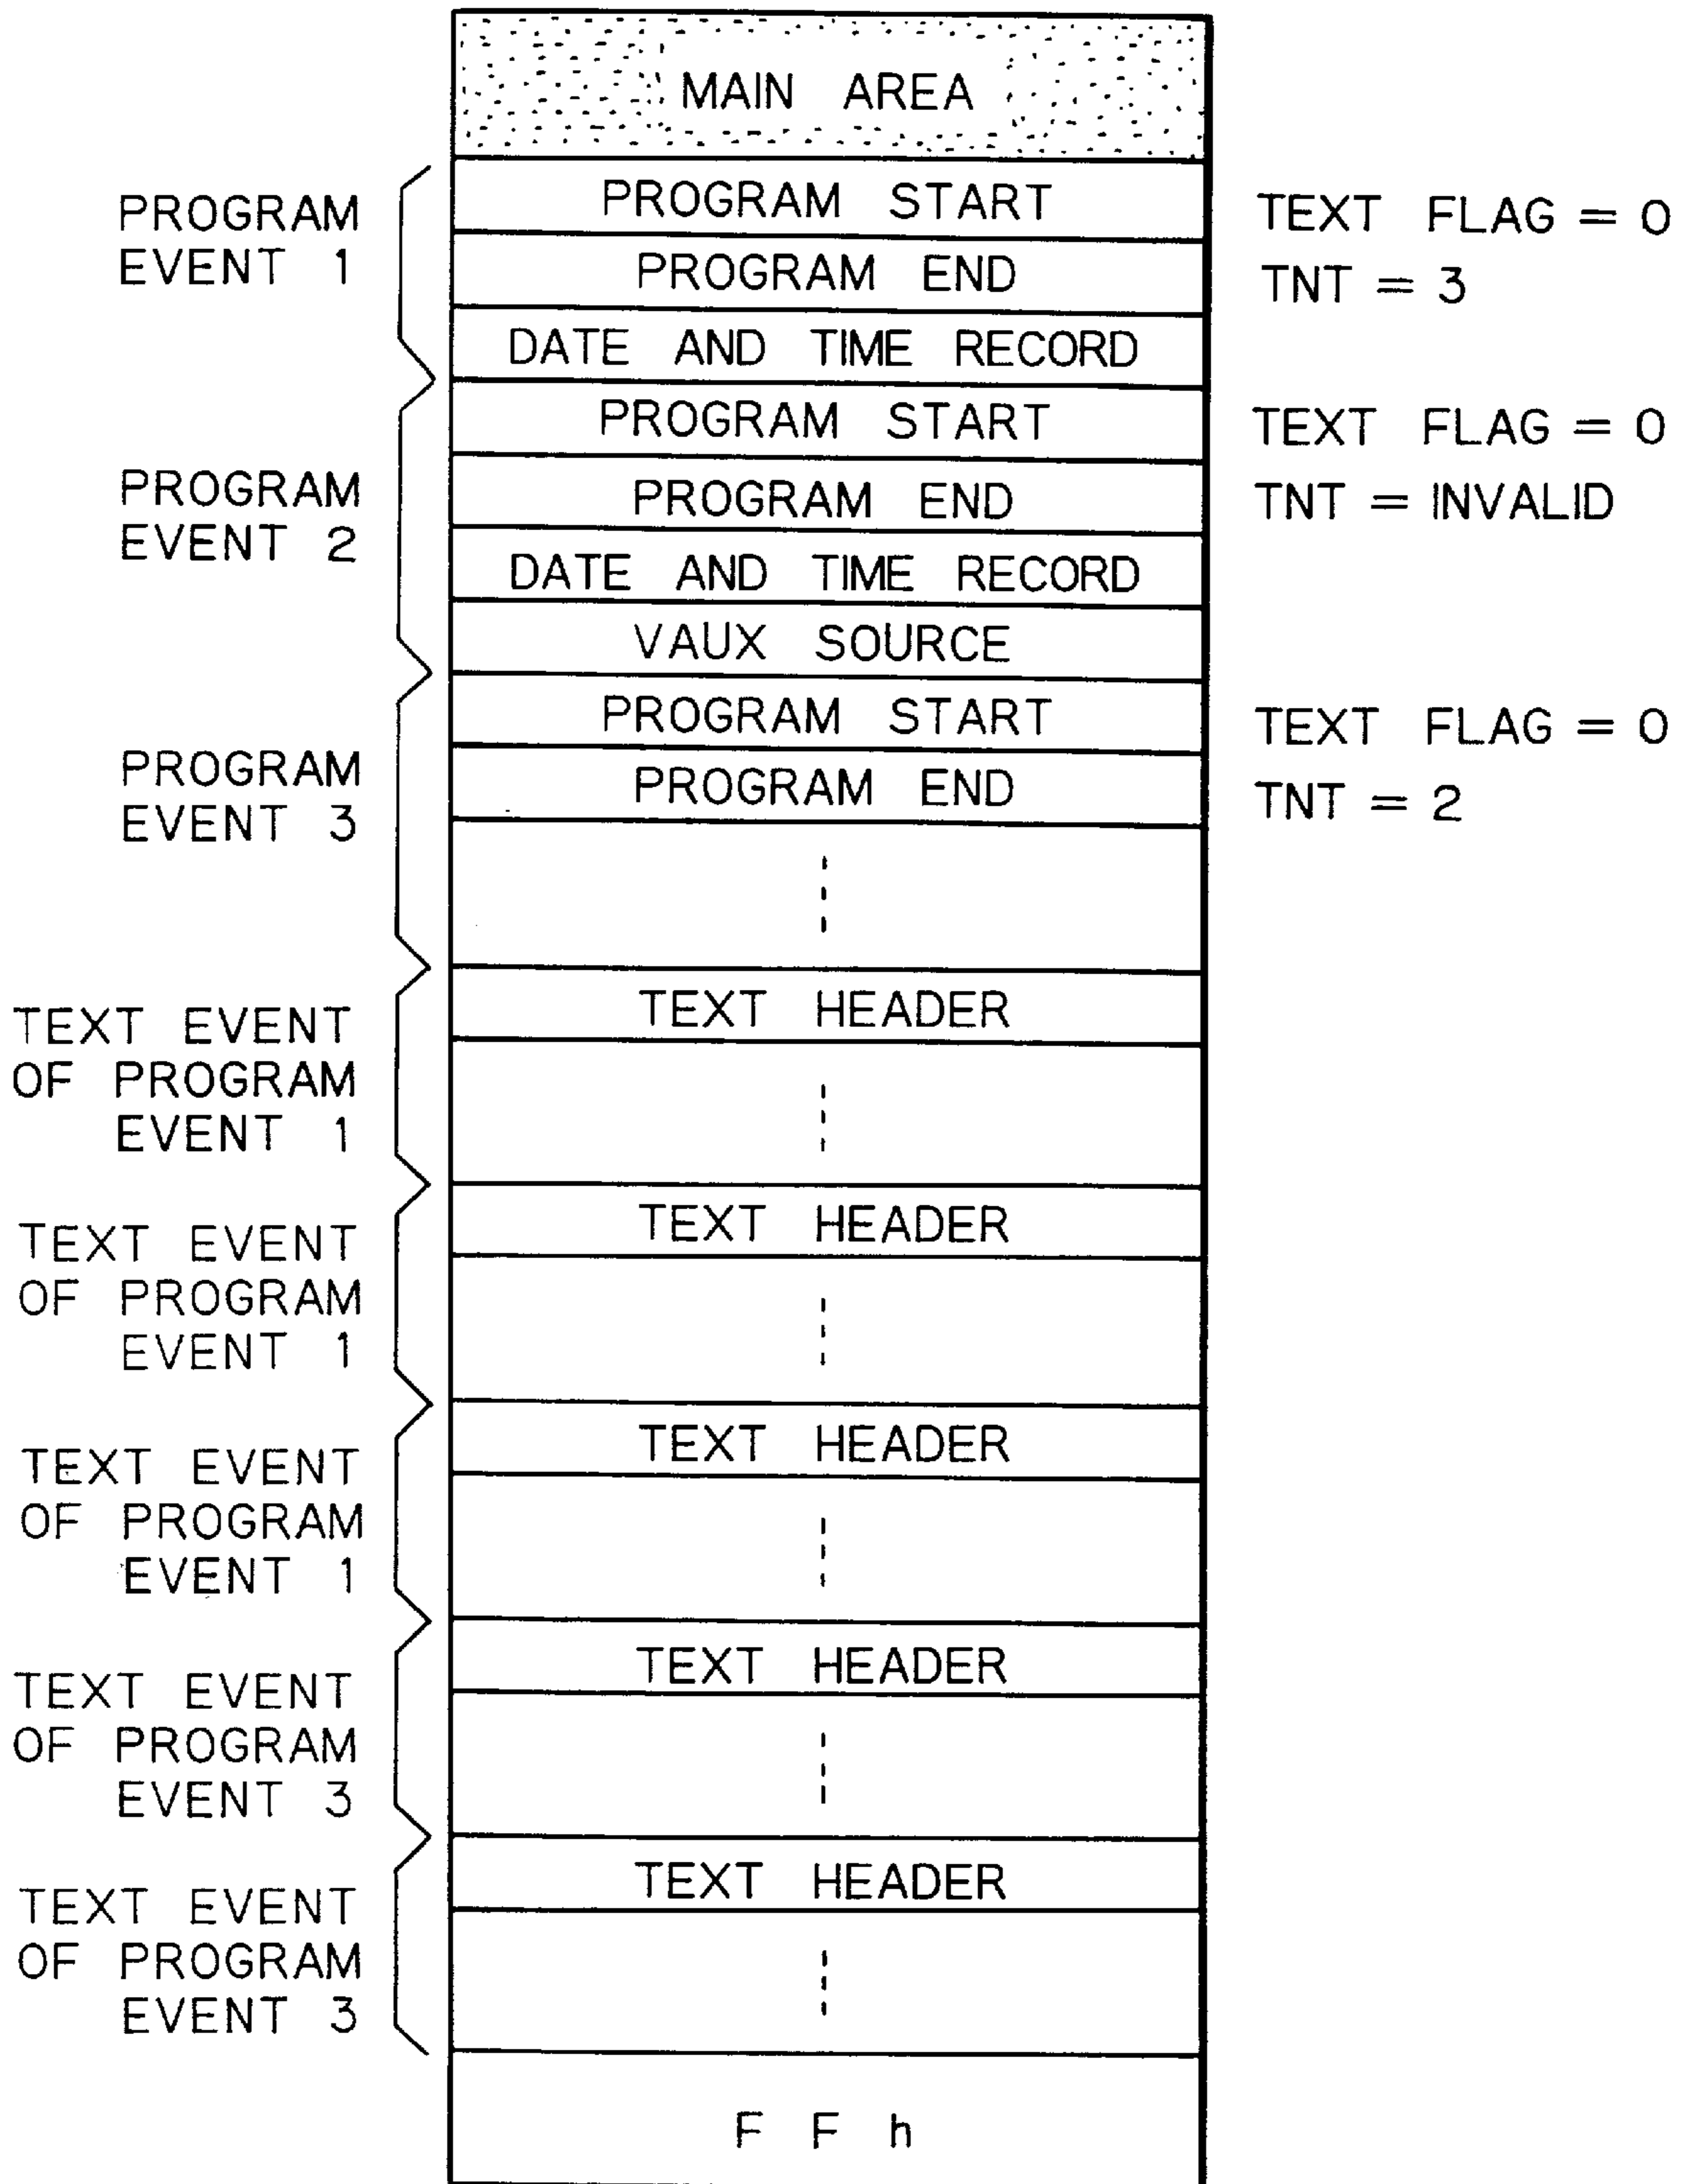 MAIN AREA
PROGRAM
EVENT 1
PROGRAM START
PROGRAM END
DATE AND TIME RECORD
TEXT FLAG = 0
TNT = 3
PROGRAM
EVENT 2
PROGRAM START
PROGRAM END
DATE AND TIME RECORD
VAUX SOURCE
TEXT FLAG = 0
TNT = INVALID
PROGRAM
EVENT 3
PROGRAM START
PROGRAM END
TEXT FLAG = 0
TNT = 2
TEXT EVENT
OF PROGRAM
EVENT 1
TEXT HEADER
TEXT EVENT
OF PROGRAM
EVENT 1
TEXT HEADER
TEXT EVENT
OF PROGRAM
EVENT 1
TEXT HEADER
TEXT EVENT
OF PROGRAM
EVENT 3
TEXT HEADER
TEXT EVENT
OF PROGRAM
EVENT 3
TEXT HEADER
F F h